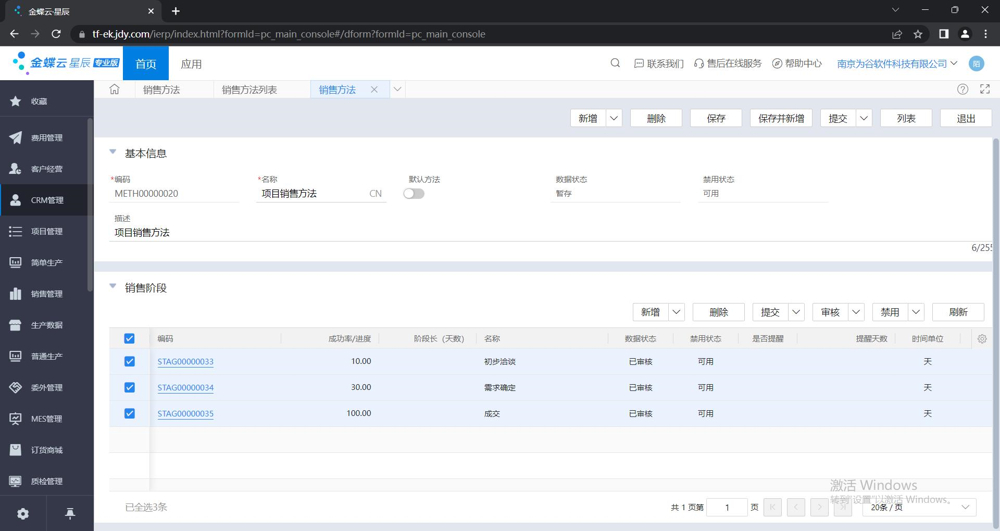 金蝶云·星辰
tf-ek.jdy.com/ierp/index.html?formId=pc_main_console#/dform?formId=pc_main_console
金蝶云 星辰 专业版 首页 应用 联系我们 售后在线服务 帮助中心 南京为谷软件科技有限公司 陌
收藏
费用管理
客户经营
CRM管理
项目管理
简单生产
销售管理
生产数据
普通生产
委外管理
MES管理
订货商城
质检管理
销售方法 销售方法列表 销售方法
新增 删除 保存 保存并新增 提交 列表 退出
基本信息
*编码 *名称 默认方法 数据状态 禁用状态
METH00000020 项目销售方法 CN 暂存 可用
描述
项目销售方法
6/255
销售阶段
新增 删除 提交 审核 禁用 刷新
编码 成功率/进度 阶段长（天数） 名称 数据状态 禁用状态 是否提醒 提醒天数 时间单位
STAG00000033 10.00 初步洽谈 已审核 可用 天
STAG00000034 30.00 需求确定 已审核 可用 天
STAG00000035 100.00 成交 已审核 可用 天
激活 Windows
转到"设置"以激活 Windows。
已全选3条 共 1 页第 1 页 20条 / 页